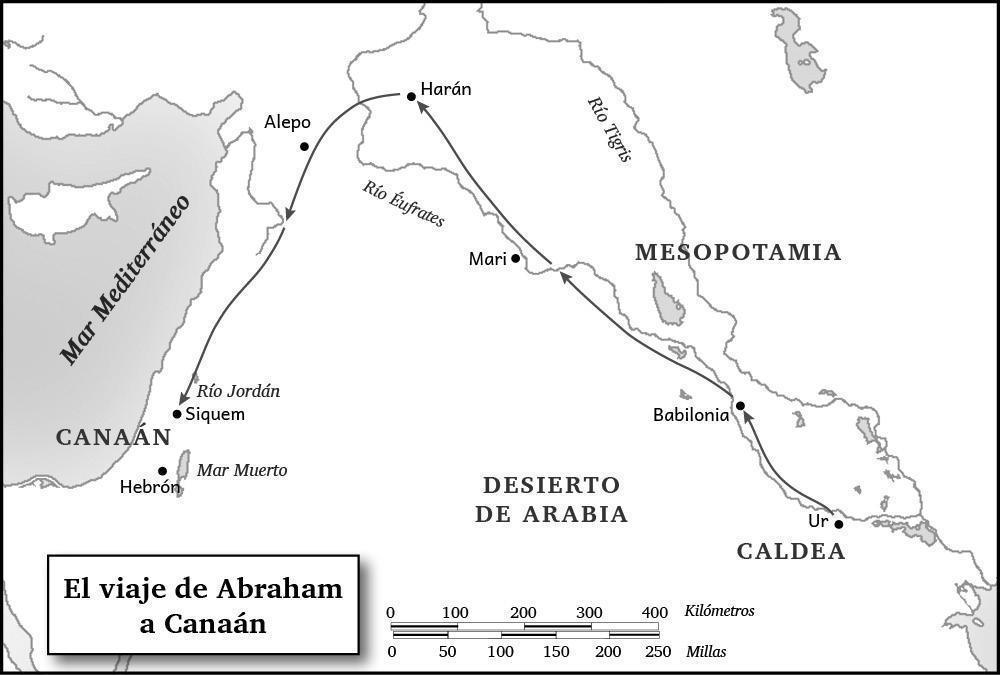 Harán
Alepo
Río Tigris
Río Éufrates
Mar Mediterráneo
Mari
MESOPOTAMIA
Río Jordán
Siquem
Babilonia
CANAÁN
Mar Muerto
Hebrón
DESIERTO
DE ARABIA
Ur
CALDEA
El viaje de Abraham
a Canaán
0 100 200 300 400 Kilómetros
0 50 100 150 200 250 Millas